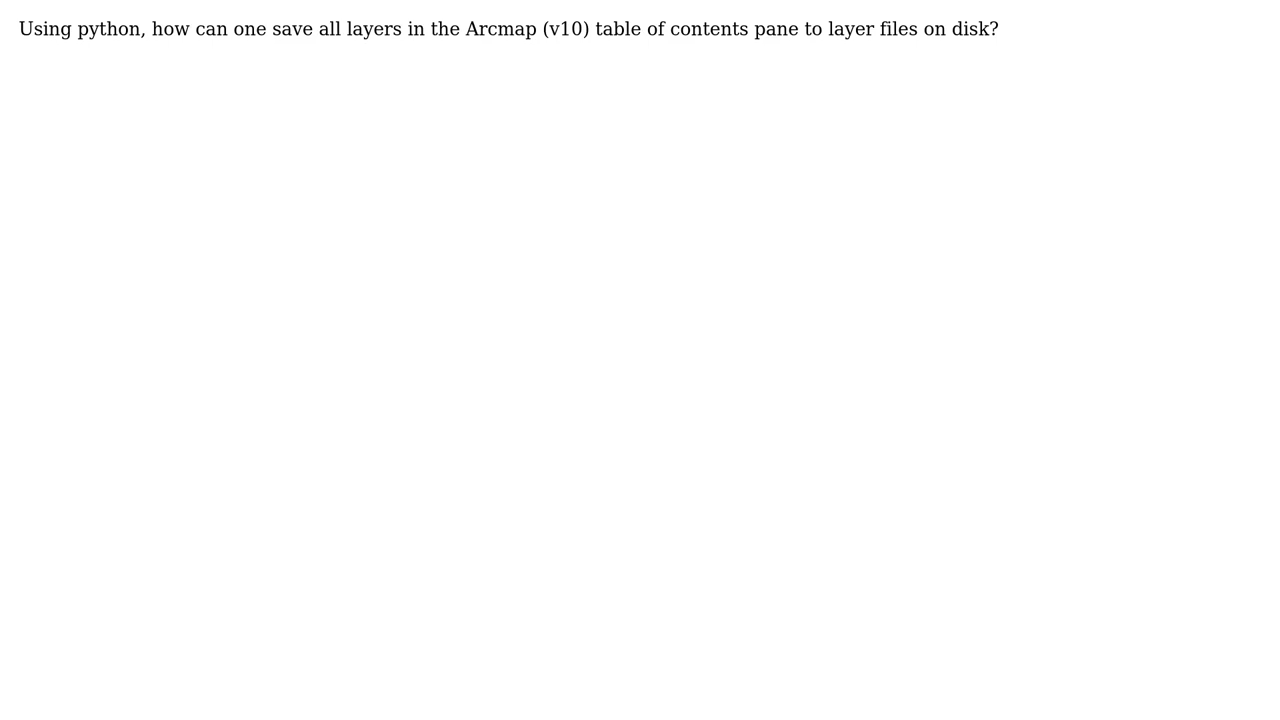 Using python, how can one save all layers in the Arcmap (v10) table of contents pane to layer files on disk?